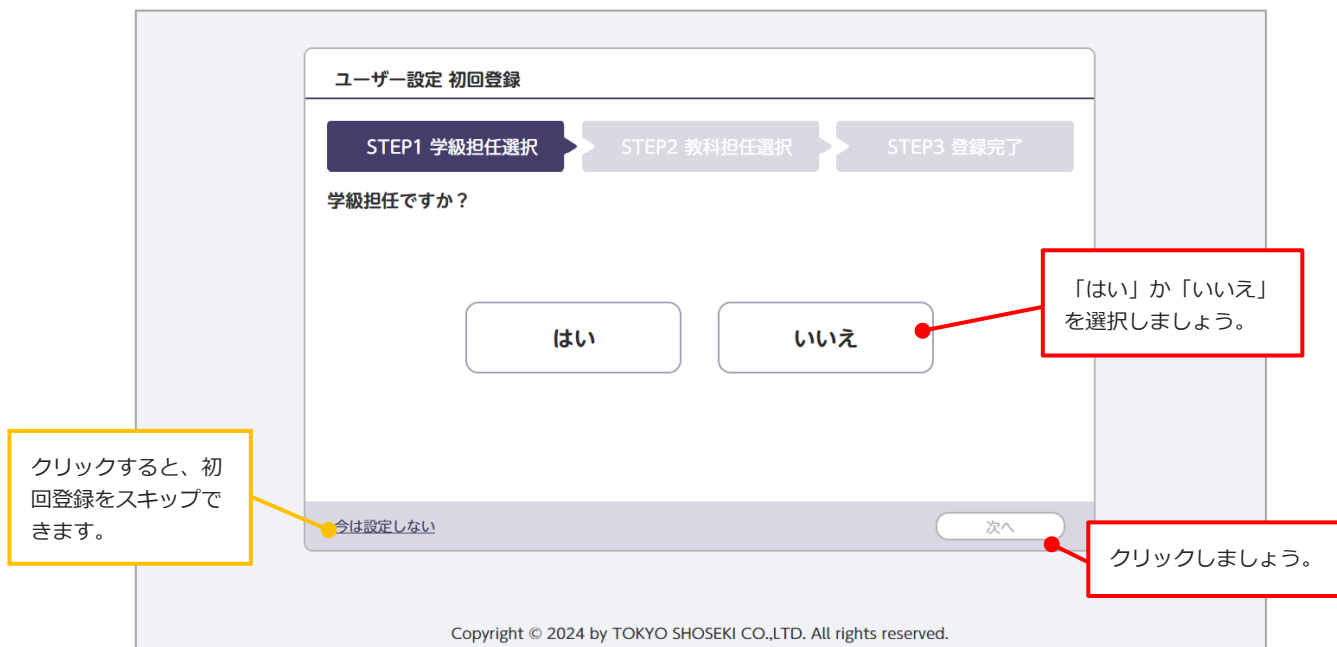 ユーザー設定 初回登録
STEP1 学級担任選択
STEP2 教科担任選択
STEP3 登録完了
学級担任ですか？
「はい」か「いいえ」
を選択しましょう。
はい
いいえ
クリックすると、初
回登録をスキップで
きます。
今は設定しない
次へ
クリックしましょう。
Copyright © 2024 by TOKYO SHOSEKI CO.,LTD. All rights reserved.